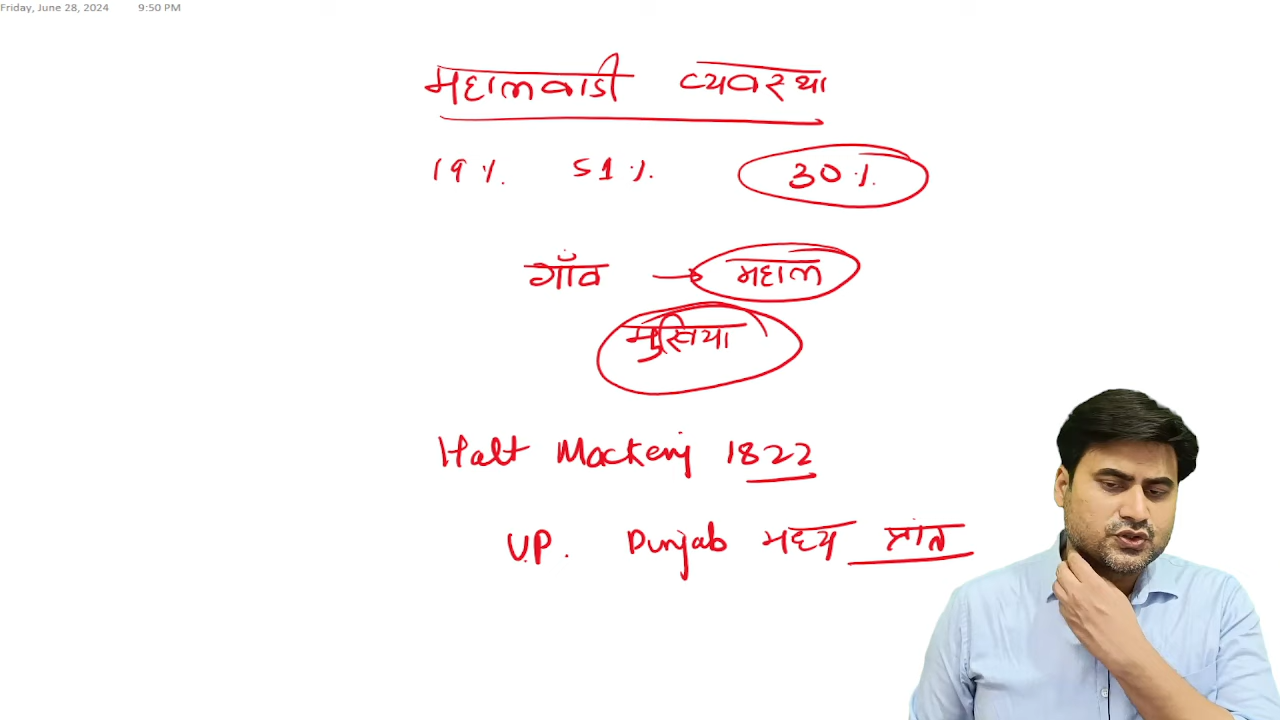 Friday, June 28, 2024 9:50 PM
महालवाडी व्यवस्था
19% 51% 30%
गाँव → महाल
मुखिया
Halt Mackenj 1822
U.P. Punjab मध्य प्रांत